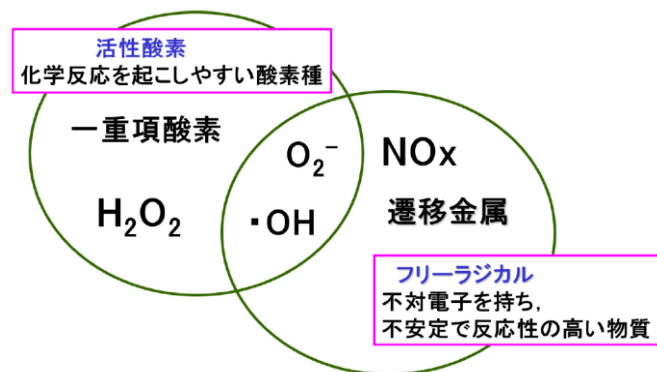 活性酸素
化学反応を起こしやすい酸素種
一重項酸素
O₂⁻
NOx
H₂O₂
・OH
遷移金属
フリーラジカル
不対電子を持ち,
不安定で反応性の高い物質